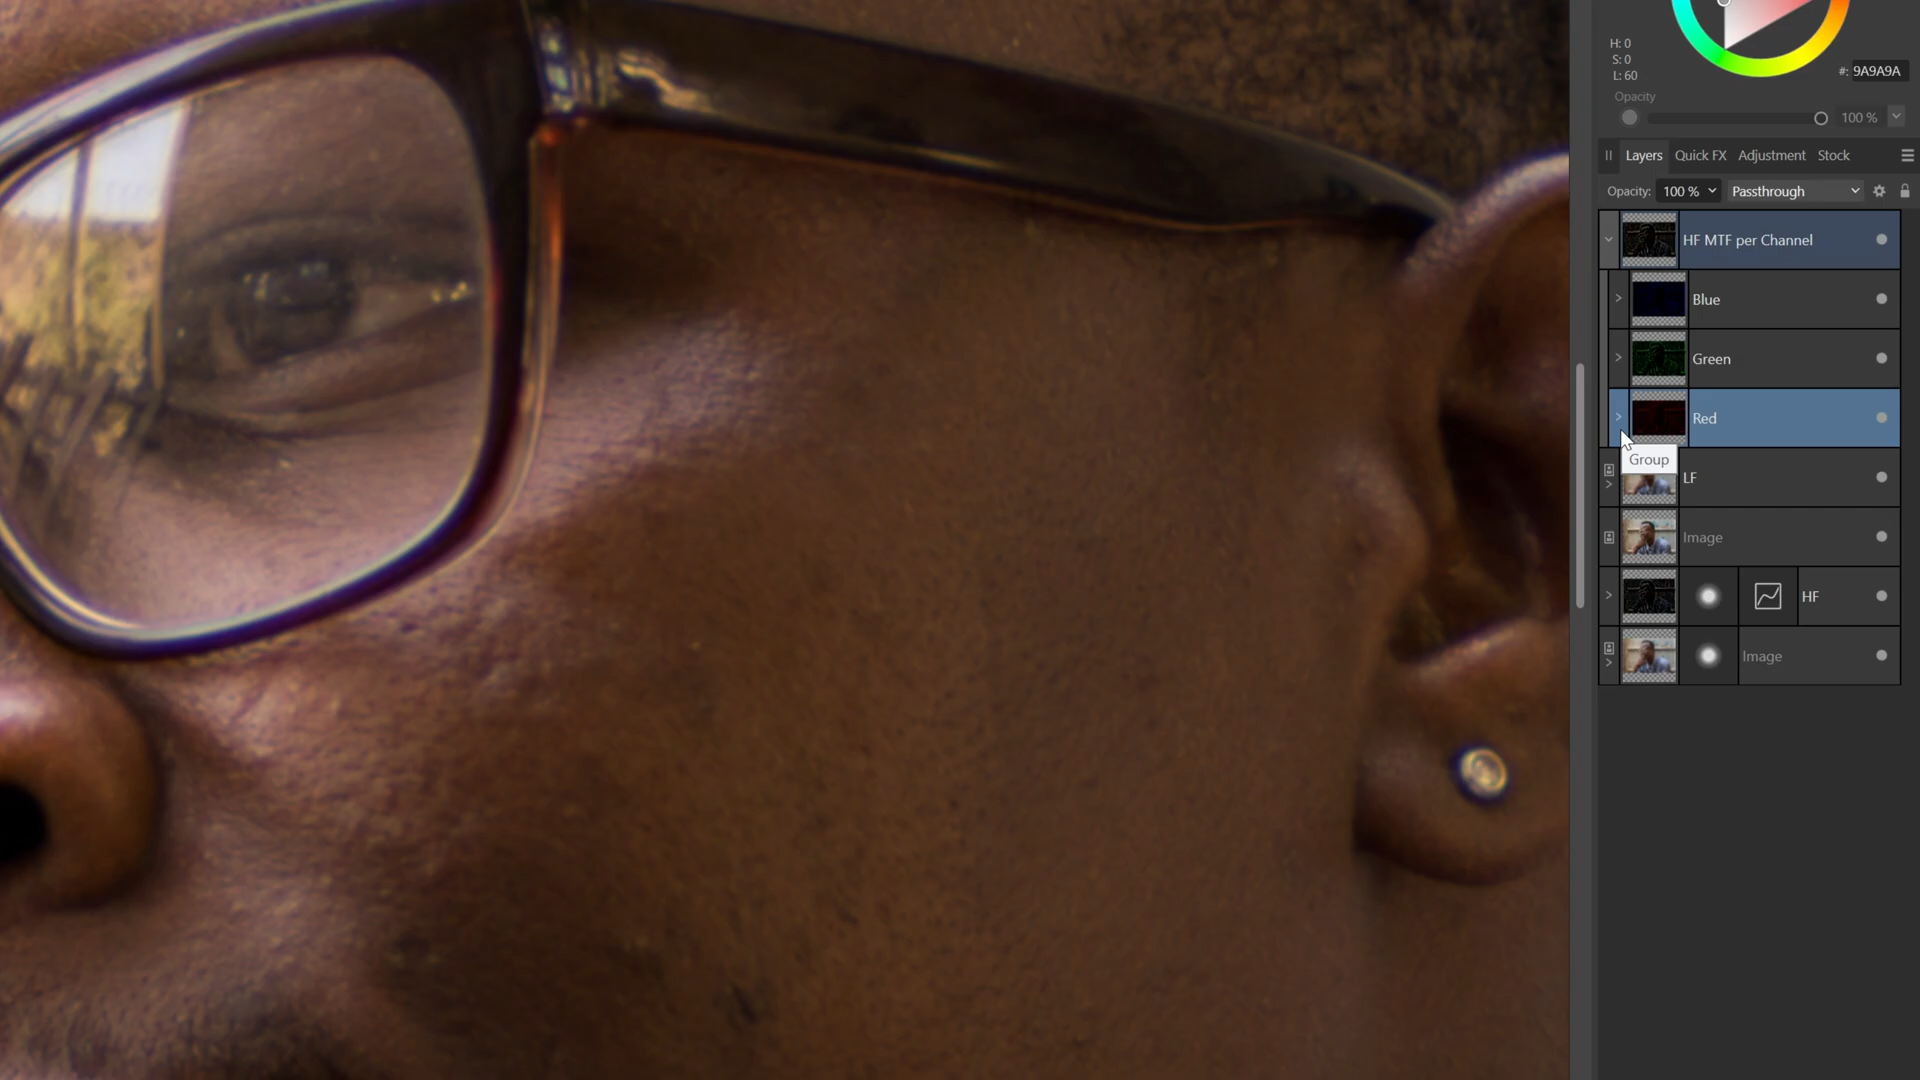 H: 0
S: 0
L: 60
#: 9A9A9A
Opacity
100 %
Layers Quick FX Adjustment Stock
Opacity: 100 % Passthrough
HF MTF per Channel
Blue
Green
Red
Group
LF
Image
HF
Image